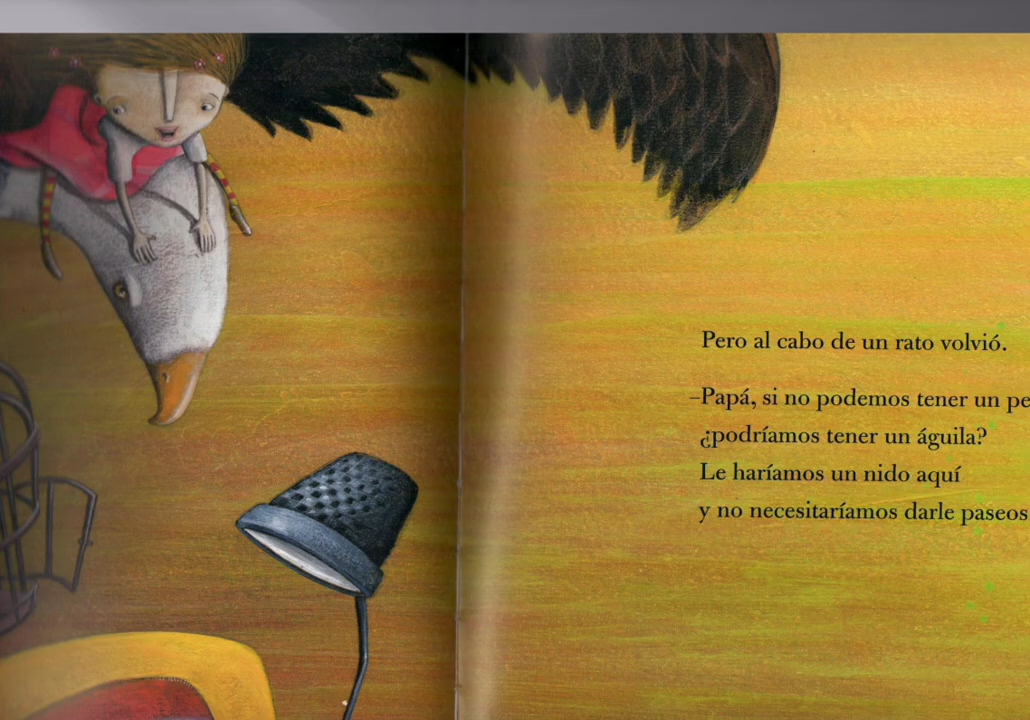 Pero al cabo de un rato volvió.
–Papá, si no podemos tener un
¿podríamos tener un águila?
Le haríamos un nido aquí
y no necesitaríamos darle paseos